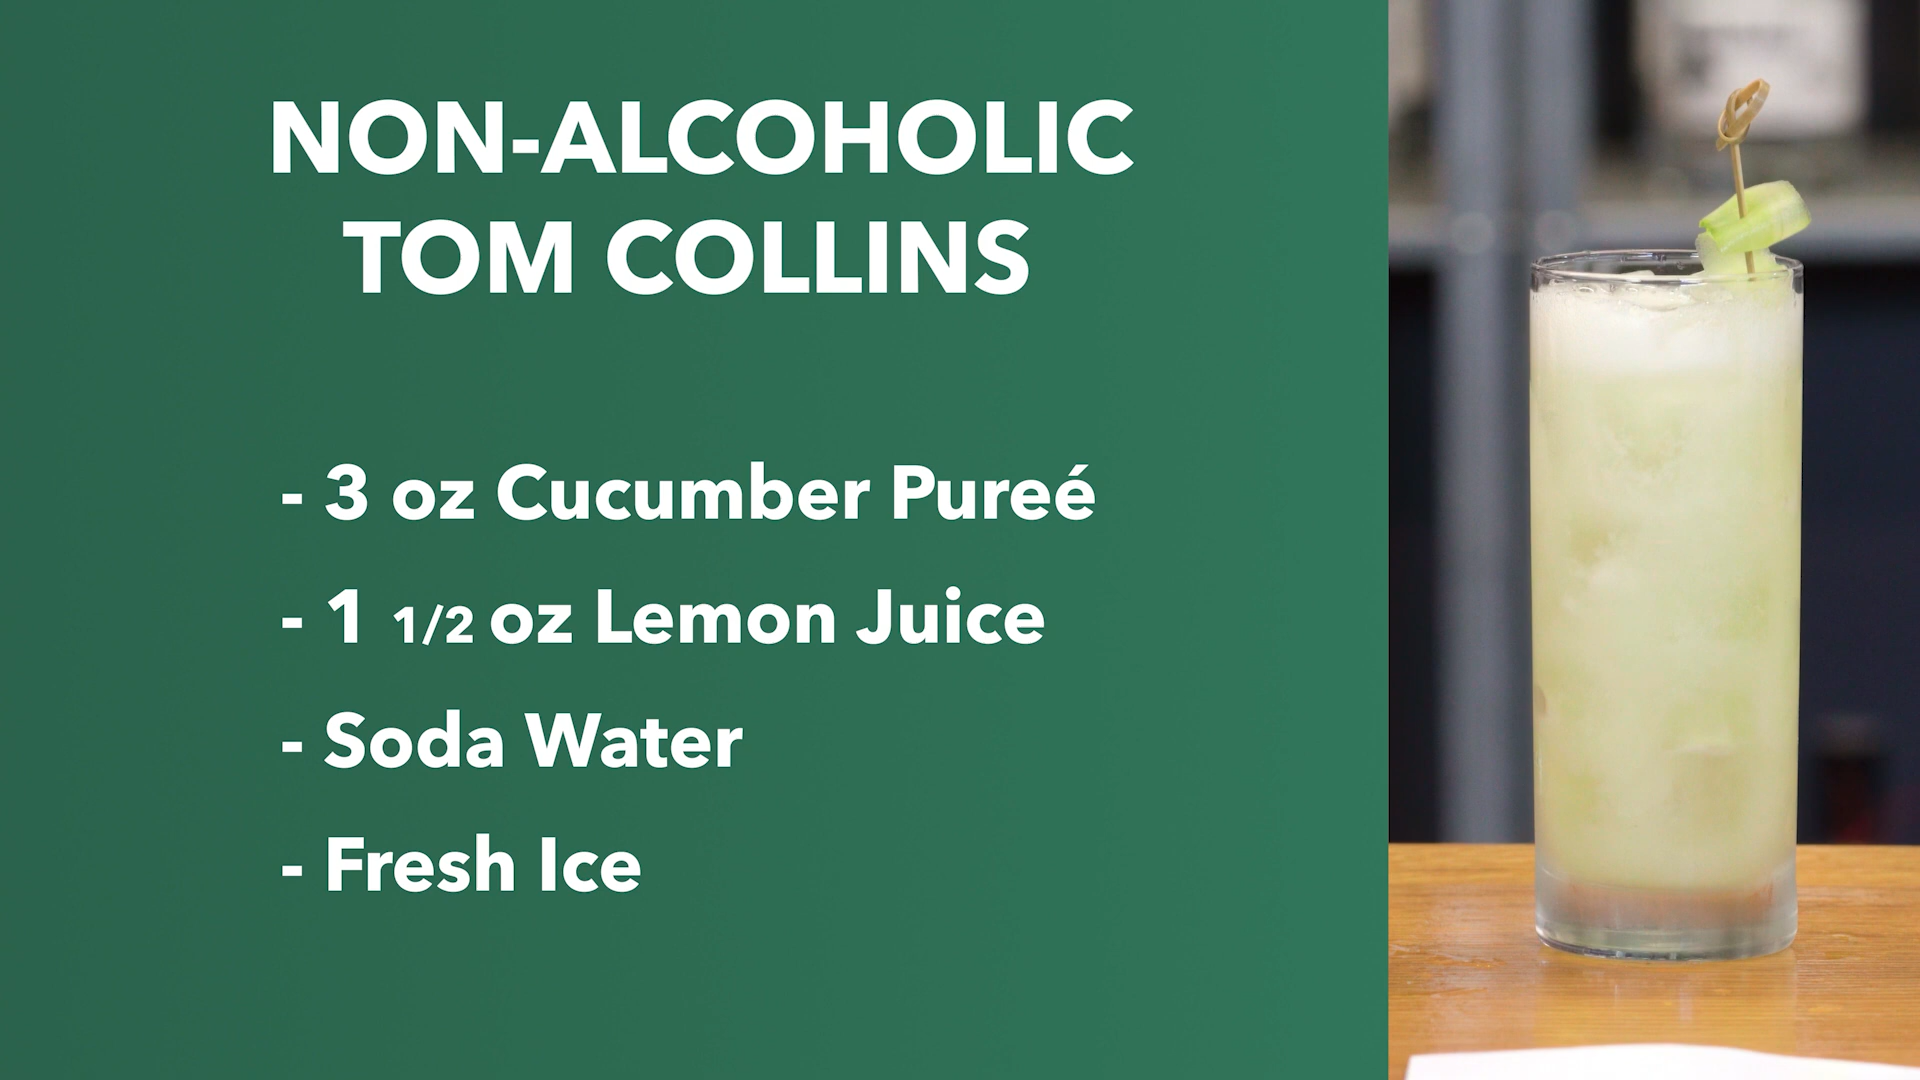 NON-ALCOHOLIC
TOM COLLINS
- 3 oz Cucumber Pureé
- 1 1/2 oz Lemon Juice
- Soda Water
- Fresh Ice